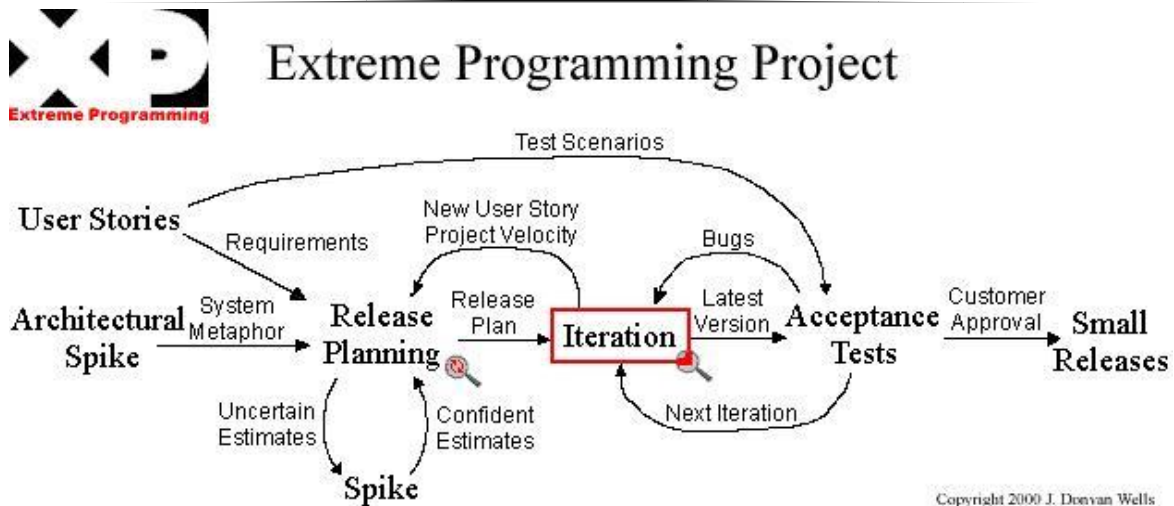 XP
Extreme Programming
Extreme Programming Project
Test Scenarios
User Stories
Requirements
New User Story
Project Velocity
Bugs
Architectural
Spike
System
Metaphor
Release
Planning
Release
Plan
Iteration
Latest
Version
Acceptance
Tests
Customer
Approval
Small
Releases
Uncertain
Estimates
Confident
Estimates
Next Iteration
Spike
Copyright 2000 J. Donvan Wells